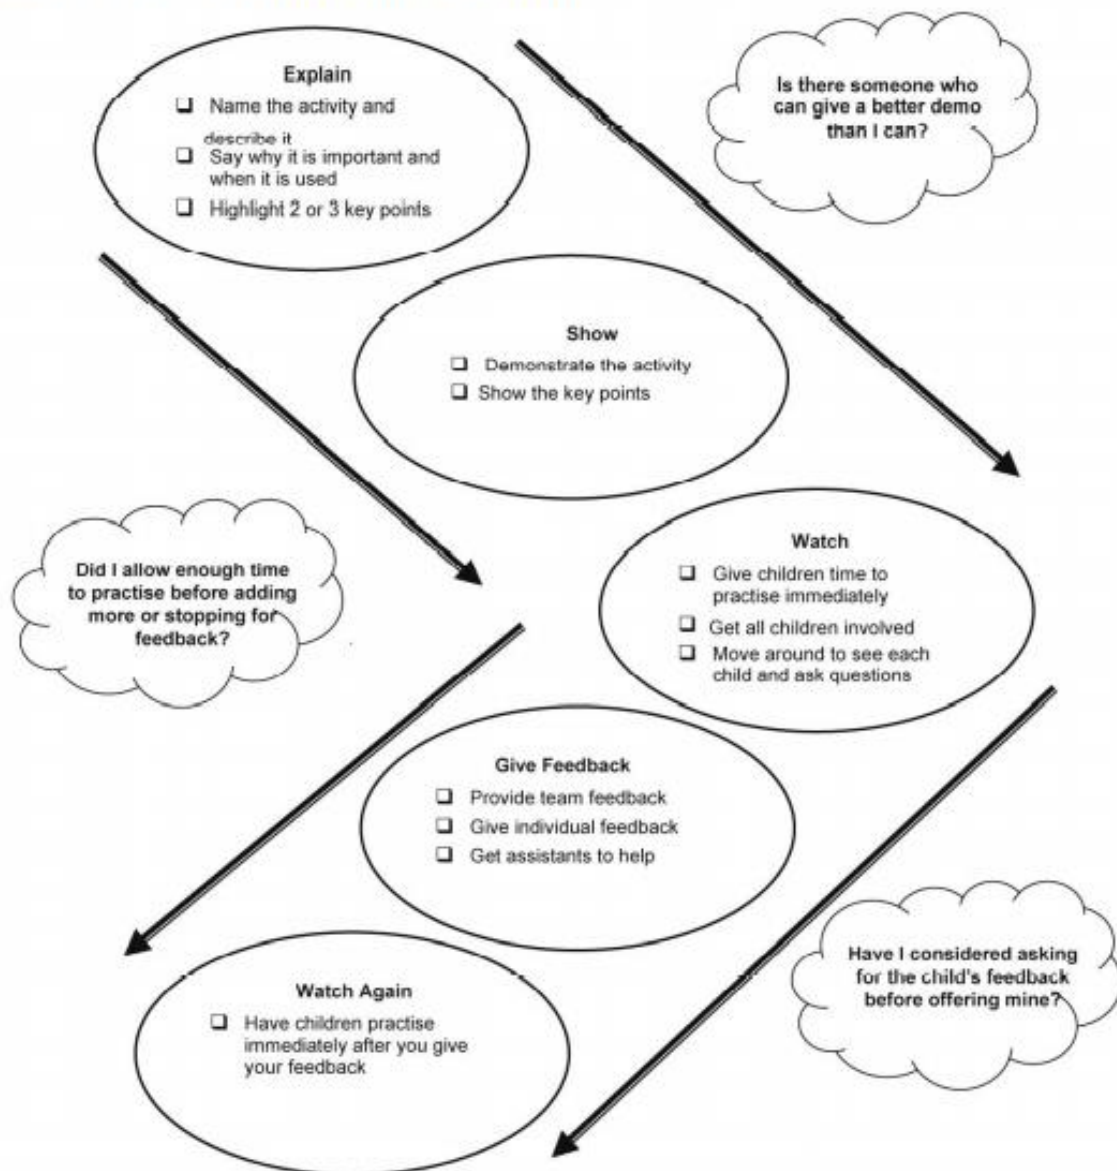 Explain
❑ Name the activity and
describe it
❑ Say why it is important and
when it is used
❑ Highlight 2 or 3 key points
Is there someone who
can give a better demo
than I can?
Show
❑ Demonstrate the activity
❑ Show the key points
Did I allow enough time
to practise before adding
more or stopping for
feedback?
Watch
❑ Give children time to
practise immediately
❑ Get all children involved
❑ Move around to see each
child and ask questions
Give Feedback
❑ Provide team feedback
❑ Give individual feedback
❑ Get assistants to help
Have I considered asking
for the child's feedback
before offering mine?
Watch Again
❑ Have children practise
immediately after you give
your feedback